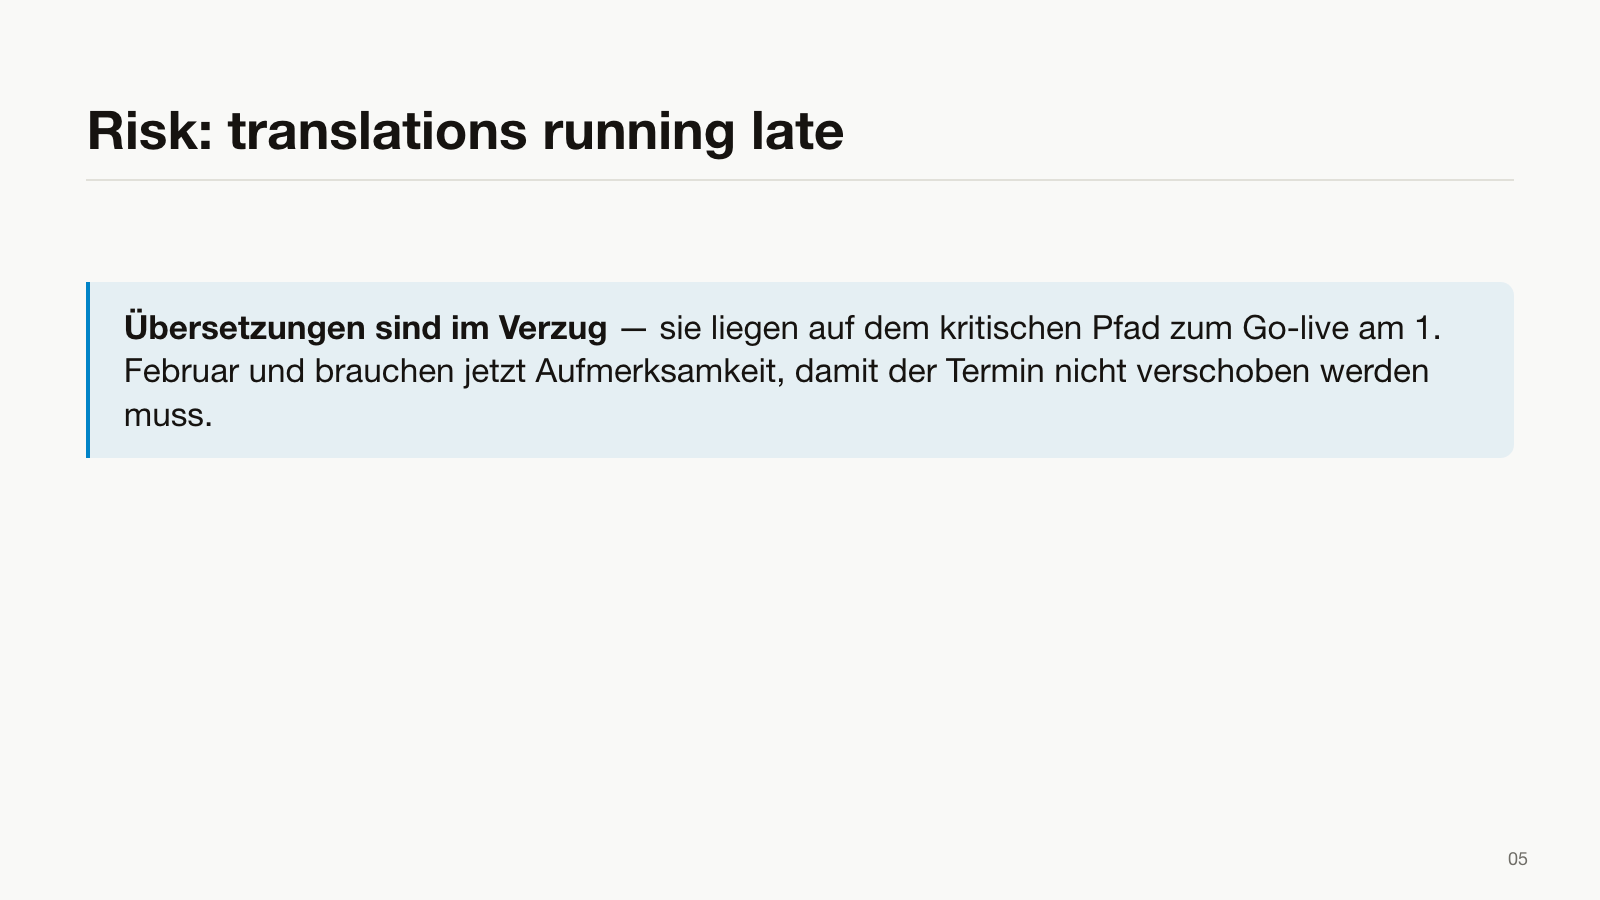 Risk: translations running late
Übersetzungen sind im Verzug — sie liegen auf dem kritischen Pfad zum Go-live am 1.
Februar und brauchen jetzt Aufmerksamkeit, damit der Termin nicht verschoben werden
muss.
05